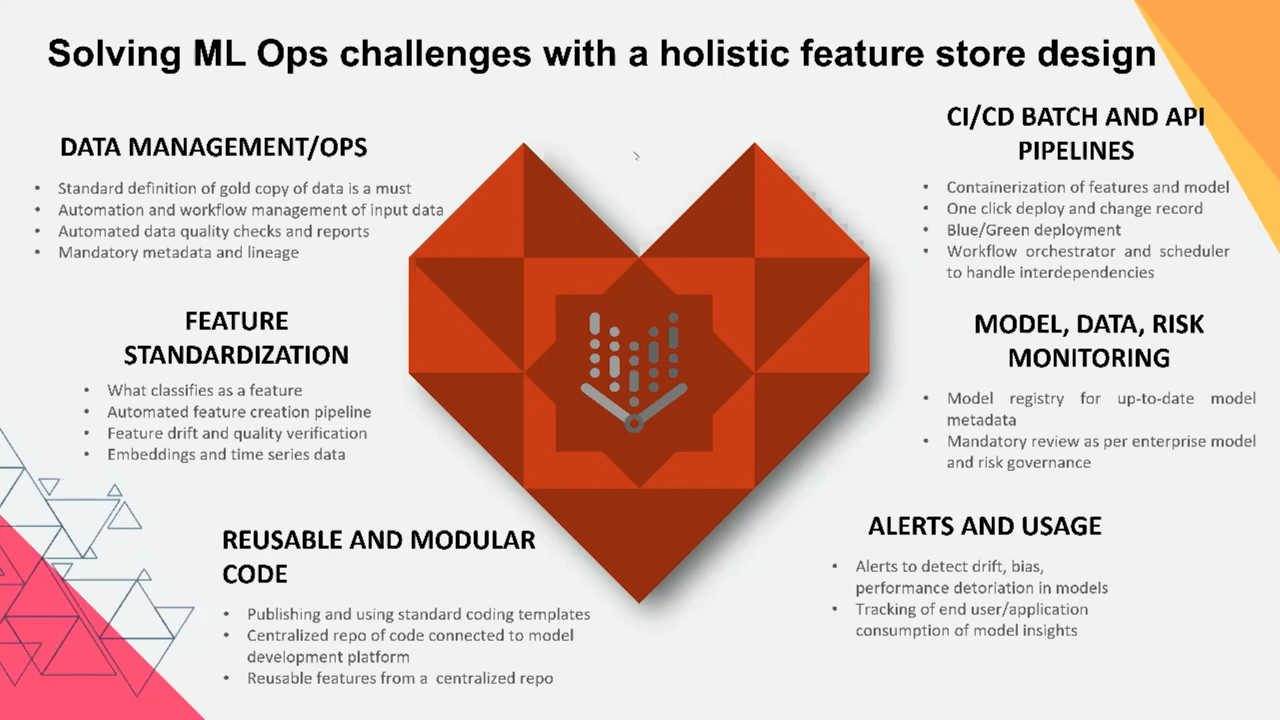 Solving ML Ops challenges with a holistic feature store design
DATA MANAGEMENT/OPS
• Standard definition of gold copy of data is a must
• Automation and workflow management of input data
• Automated data quality checks and reports
• Mandatory metadata and lineage
FEATURE
STANDARDIZATION
• What classifies as a feature
• Automated feature creation pipeline
• Feature drift and quality verification
• Embeddings and time series data
REUSABLE AND MODULAR
CODE
• Publishing and using standard coding templates
• Centralized repo of code connected to model
development platform
• Reusable features from a centralized repo
CI/CD BATCH AND API
PIPELINES
• Containerization of features and model
• One click deploy and change record
• Blue/Green deployment
• Workflow orchestrator and scheduler
to handle interdependencies
MODEL, DATA, RISK
MONITORING
• Model registry for up-to-date model
metadata
• Mandatory review as per enterprise model
and risk governance
ALERTS AND USAGE
• Alerts to detect drift, bias,
performance detoriation in models
• Tracking of end user/application
consumption of model insights